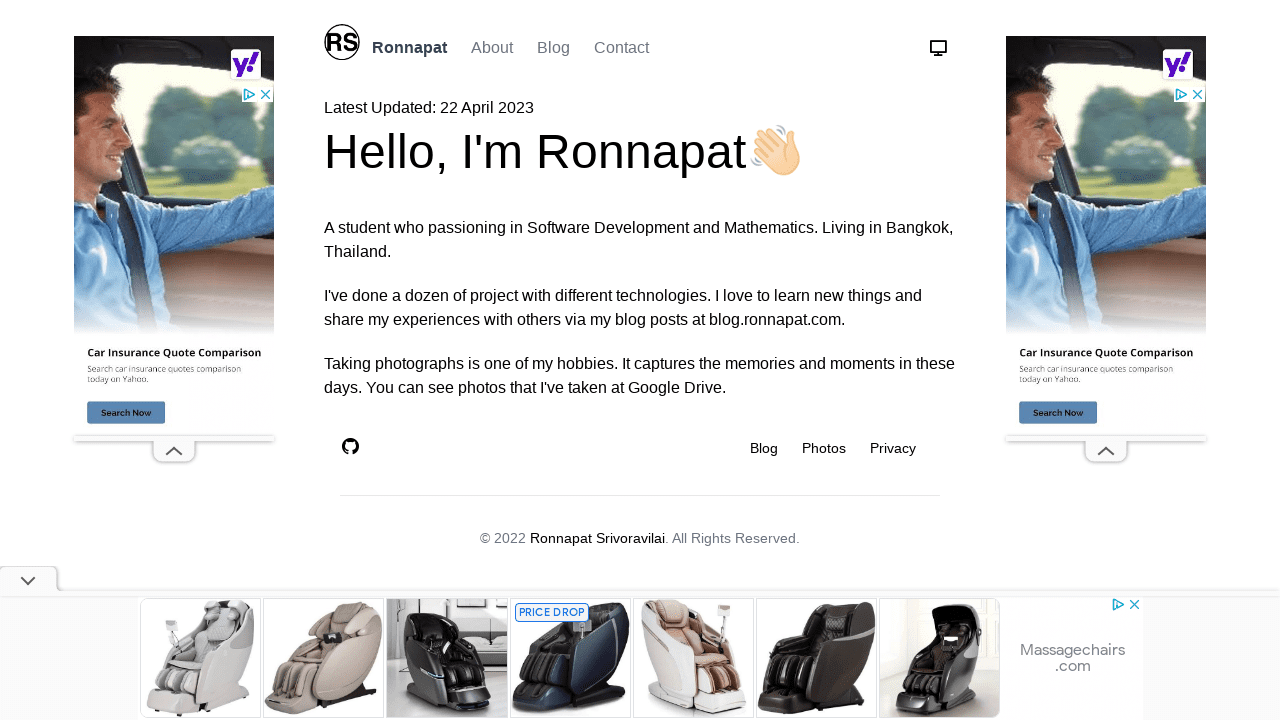 RS Ronnapat About Blog Contact
Latest Updated: 22 April 2023
Hello, I'm Ronnapat👋🏻
A student who passioning in Software Development and Mathematics. Living in Bangkok,
Thailand.
I've done a dozen of project with different technologies. I love to learn new things and
share my experiences with others via my blog posts at blog.ronnapat.com.
Taking photographs is one of my hobbies. It captures the memories and moments in these
days. You can see photos that I've taken at Google Drive.
Blog Photos Privacy
© 2022 Ronnapat Srivoravilai. All Rights Reserved.
y!
Car Insurance Quote Comparison
Search car insurance quotes comparison
today on Yahoo.
Search Now
y!
Car Insurance Quote Comparison
Search car insurance quotes comparison
today on Yahoo.
Search Now
PRICE DROP
Massagechairs
.com